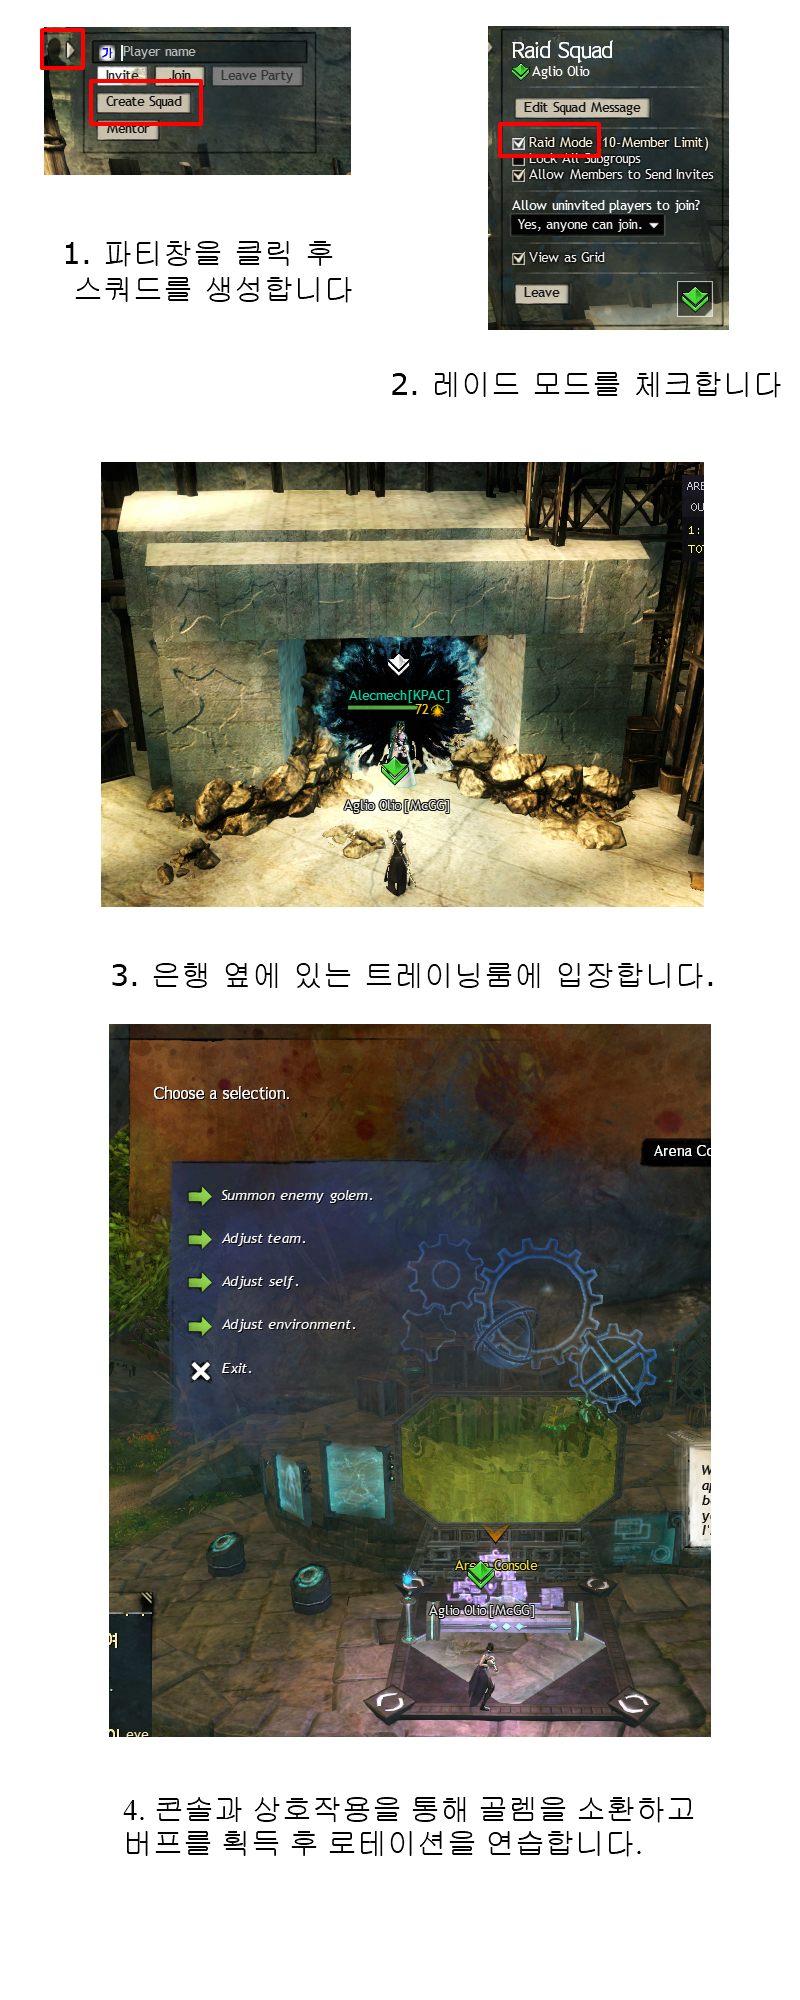 가 Player name
Invite Join Leave Party
Create Squad
Mentor
1. 파티창을 클릭 후
스쿼드를 생성합니다
Raid Squad
Aglio Olio
Edit Squad Message
Raid Mode (10-Member Limit)
Lock All Subgroups
Allow Members to Send Invites
Allow uninvited players to join?
Yes, anyone can join.
View as Grid
Leave
2. 레이드 모드를 체크합니다
ARE
OU
1:
TOT
Alecmech[KPAC]
72
Aglio Olio[McGG]
3. 은행 옆에 있는 트레이닝룸에 입장합니다.
Choose a selection.
Arena Co
Summon enemy golem.
Adjust team.
Adjust self.
Adjust environment.
Exit.
W
ap
be
yo
I'
Arena Console
Aglio Olio[McGG]
여
eye
4. 콘솔과 상호작용을 통해 골렘을 소환하고
버프를 획득 후 로테이션을 연습합니다.